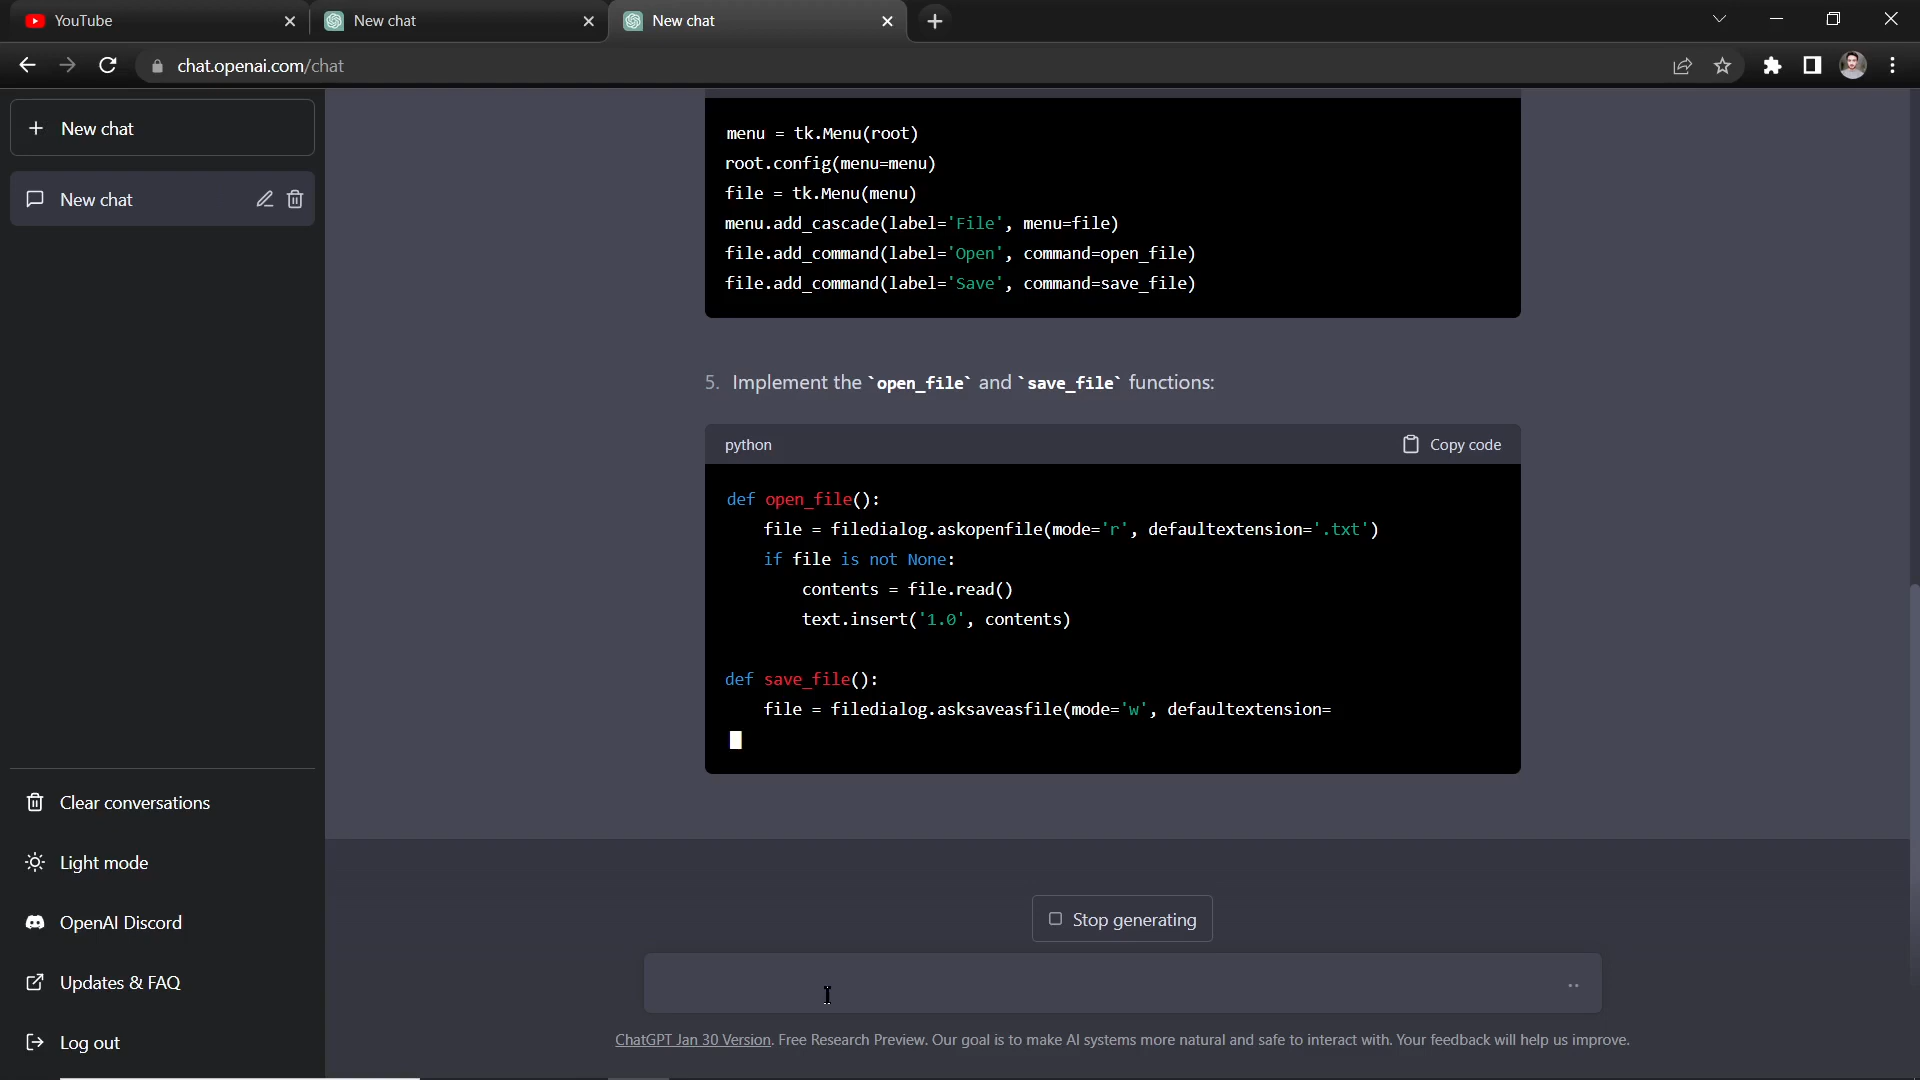 YouTube
New chat
New chat
chat.openai.com/chat
New chat
New chat
menu = tk.Menu(root)
root.config(menu=menu)
file = tk.Menu(menu)
menu.add_cascade(label='File', menu=file)
file.add_command(label='Open', command=open_file)
file.add_command(label='Save', command=save_file)
5. Implement the `open_file` and `save_file` functions:
python
Copy code
def open_file():
    file = filedialog.askopenfile(mode='r', defaultextension='.txt')
    if file is not None:
        contents = file.read()
        text.insert('1.0', contents)
def save_file():
    file = filedialog.asksaveasfile(mode='w', defaultextension=
Clear conversations
Light mode
OpenAI Discord
Updates & FAQ
Log out
Stop generating
ChatGPT Jan 30 Version. Free Research Preview. Our goal is to make AI systems more natural and safe to interact with. Your feedback will help us improve.